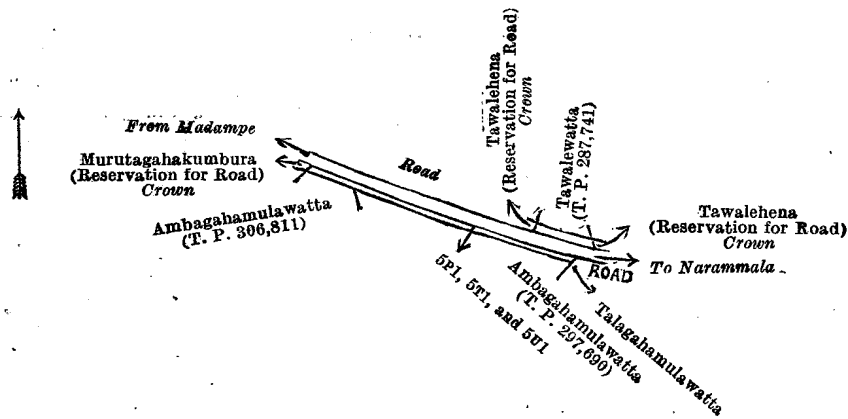 Tawalehena
(Reservation for Road)
Crown
Tawalewatta
(T. P. 287,741)
From Madampe
Murutagahakumbura
(Reservation for Road)
Crown
Road
Ambagahamulawatta
(T. P. 306,811)
Tawalehena
(Reservation for Road)
Crown
ROAD
To Narammala
5P1, 5T1, and 5U1
Ambagahamulawatta
(T. P. 297,690)
Talagahamulawatta